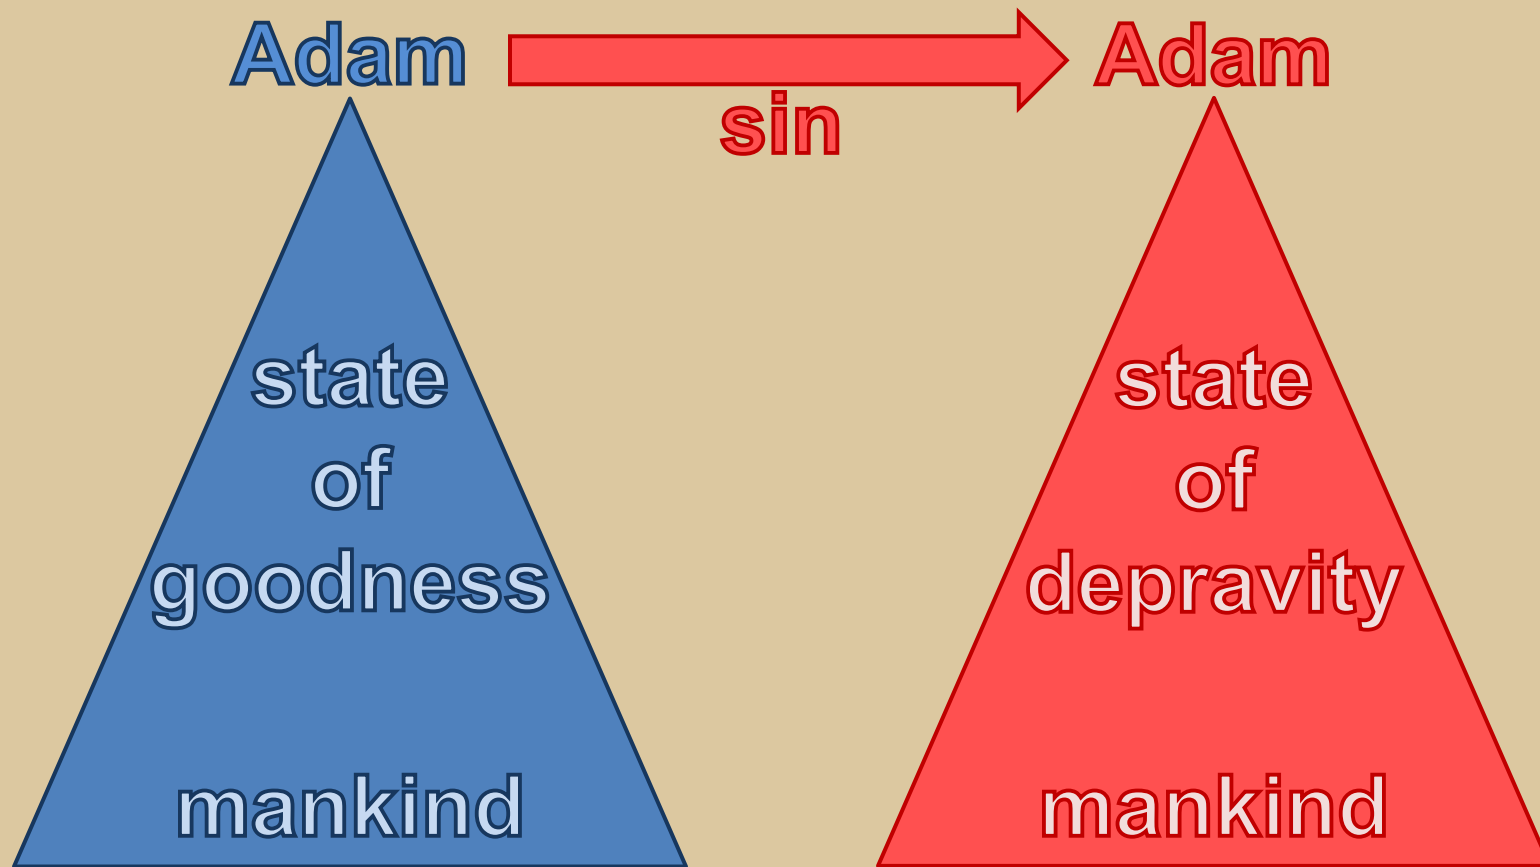 Adam
sin
Adam
state
of
goodness
mankind
state
of
depravity
mankind